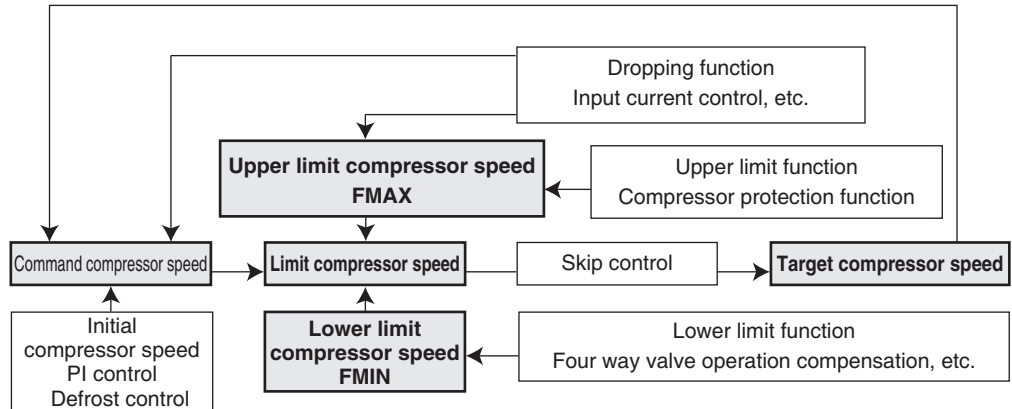 Dropping function
Input current control, etc.
Upper limit compressor speed
FMAX
Upper limit function
Compressor protection function
Command compressor speed
Limit compressor speed
Skip control
Target compressor speed
Initial
compressor speed
PI control
Defrost control
Lower limit
compressor speed
FMIN
Lower limit function
Four way valve operation compensation, etc.